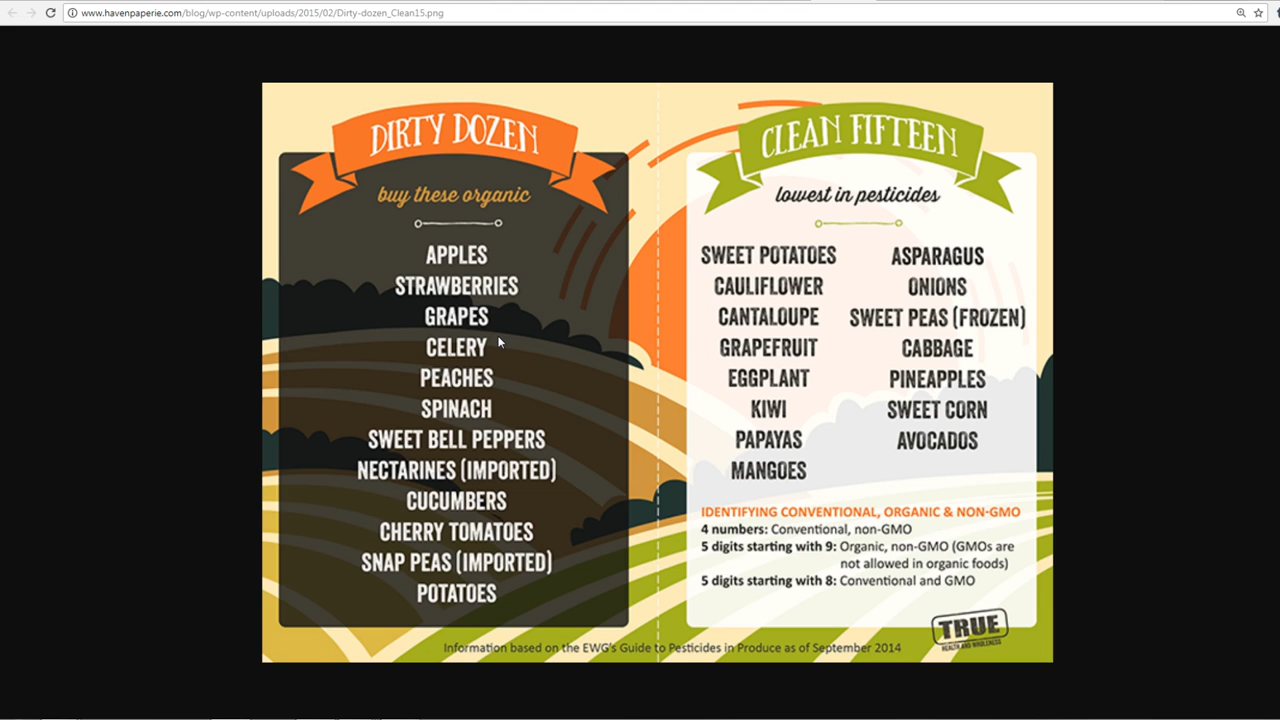 www.havenpaperie.com/blog/wp-content/uploads/2015/02/Dirty-dozen_Clean15.png
DIRTY DOZEN
buy these organic
APPLES
STRAWBERRIES
GRAPES
CELERY
PEACHES
SPINACH
SWEET BELL PEPPERS
NECTARINES (IMPORTED)
CUCUMBERS
CHERRY TOMATOES
SNAP PEAS (IMPORTED)
POTATOES
CLEAN FIFTEEN
lowest in pesticides
SWEET POTATOES
CAULIFLOWER
CANTALOUPE
GRAPEFRUIT
EGGPLANT
KIWI
PAPAYAS
MANGOES
ASPARAGUS
ONIONS
SWEET PEAS (FROZEN)
CABBAGE
PINEAPPLES
SWEET CORN
AVOCADOS
IDENTIFYING CONVENTIONAL, ORGANIC & NON-GMO
4 numbers: Conventional, non-GMO
5 digits starting with 9: Organic, non-GMO (GMOs are
not allowed in organic foods)
5 digits starting with 8: Conventional and GMO
TRUE
HEALTH AND WHOLENESS
Information based on the EWG's Guide to Pesticides in Produce as of September 2014